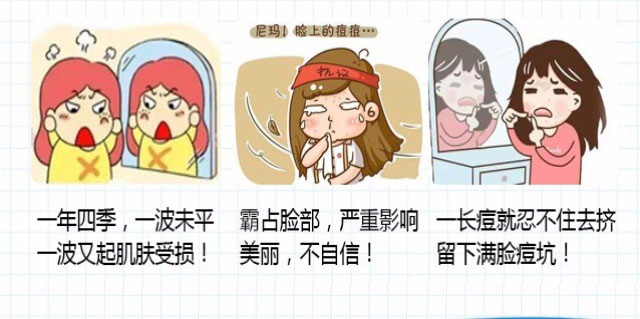 尼玛！脸上的痘痘…
一年四季，一波未平
一波又起肌肤受损！
霸占脸部，严重影响
美丽，不自信！
一长痘就忍不住去挤
留下满脸痘坑！